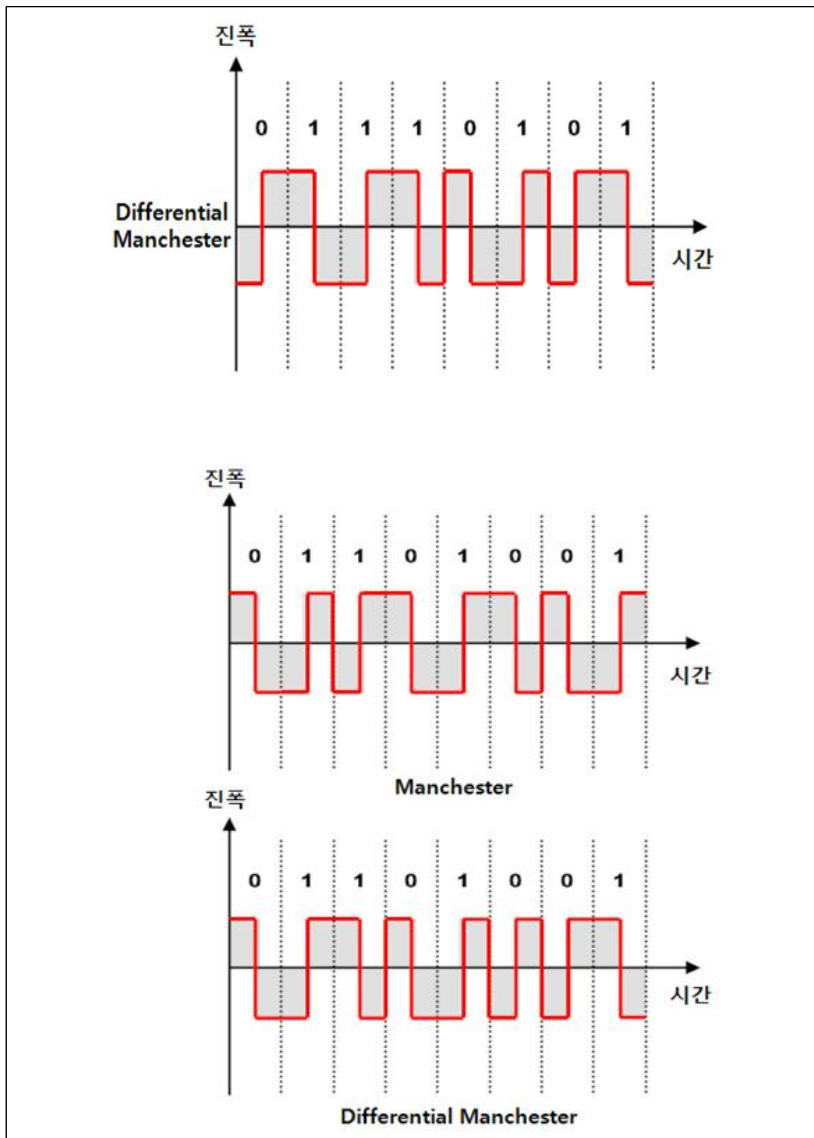 진폭
0 1 1 1 0 1 0 1
Differential
Manchester
시간
진폭
0 1 1 0 1 0 0 1
시간
Manchester
진폭
0 1 1 0 1 0 0 1
시간
Differential Manchester